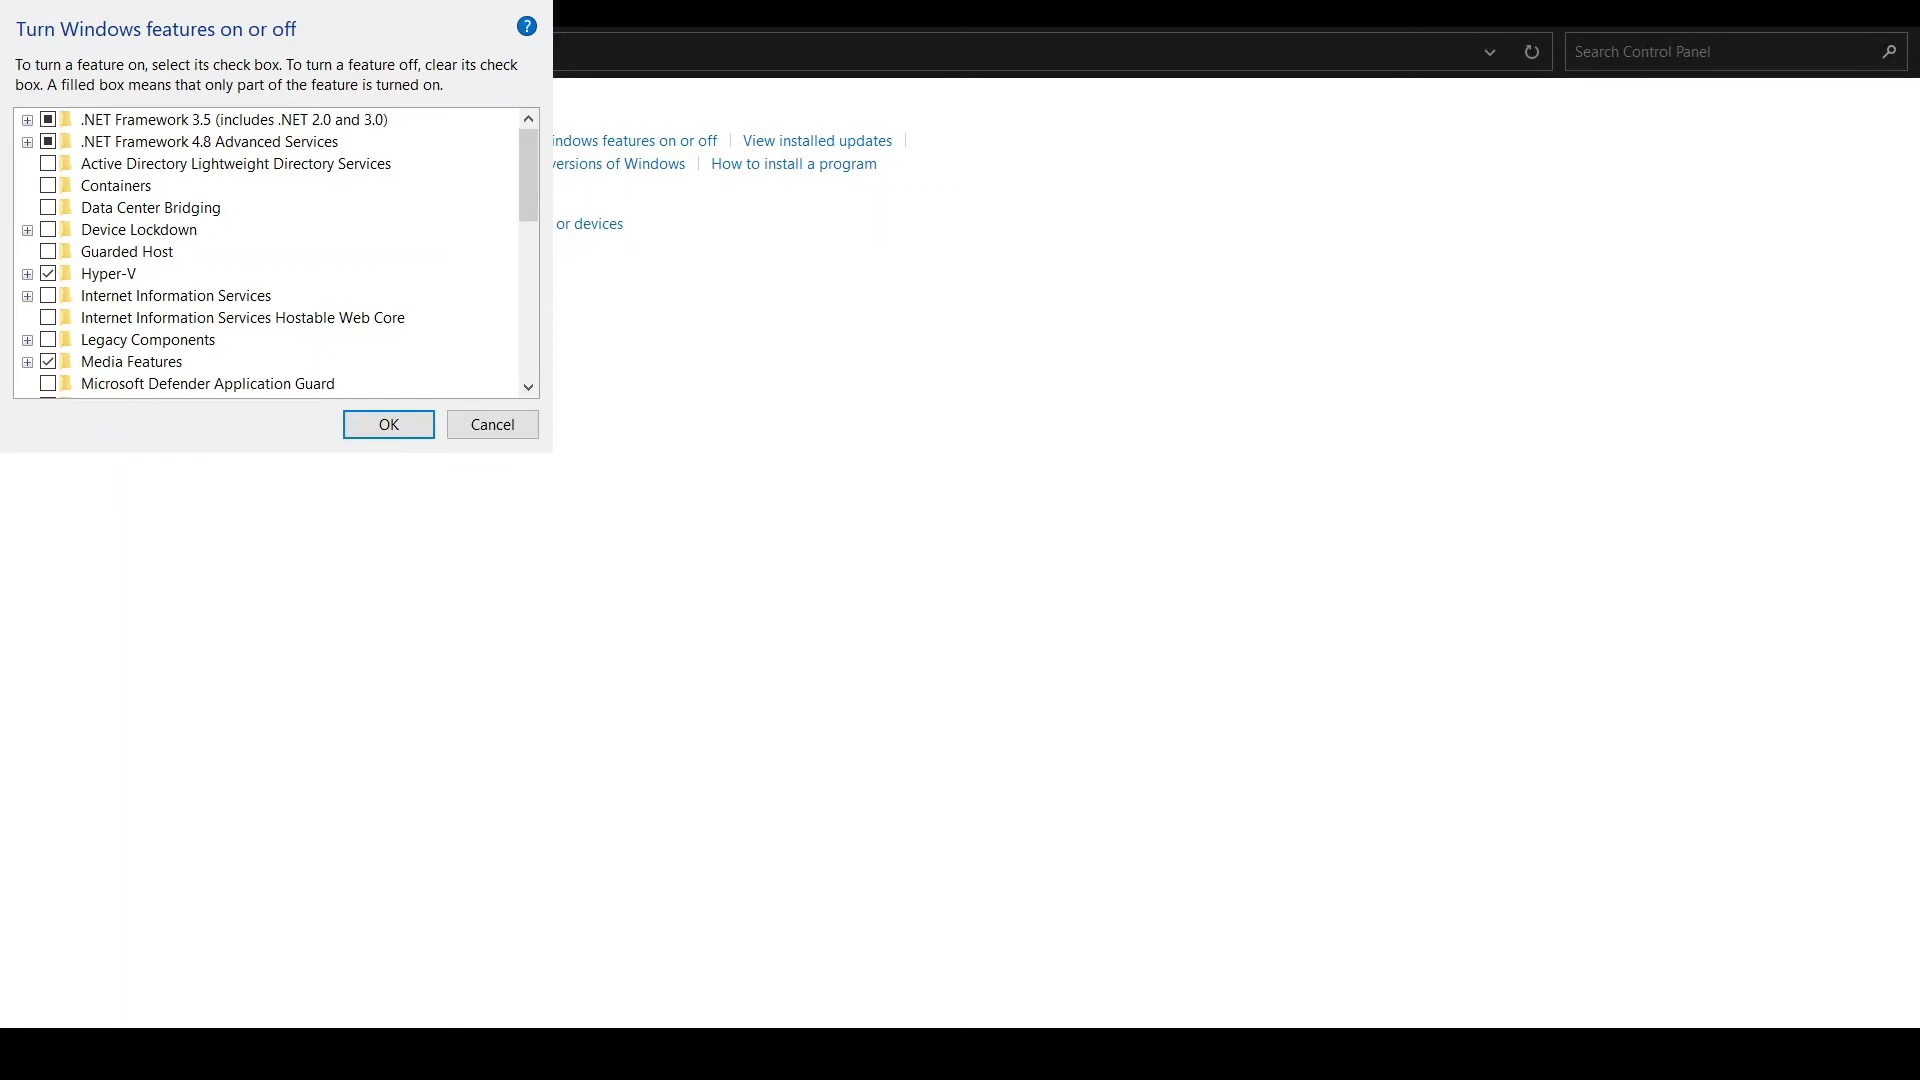 Turn Windows features on or off
?
To turn a feature on, select its check box. To turn a feature off, clear its check
box. A filled box means that only part of the feature is turned on.
.NET Framework 3.5 (includes .NET 2.0 and 3.0)
.NET Framework 4.8 Advanced Services
Active Directory Lightweight Directory Services
Containers
Data Center Bridging
Device Lockdown
Guarded Host
Hyper-V
Internet Information Services
Internet Information Services Hostable Web Core
Legacy Components
Media Features
Microsoft Defender Application Guard
OK
Cancel
Search Control Panel
indows features on or off
View installed updates
versions of Windows
How to install a program
or devices